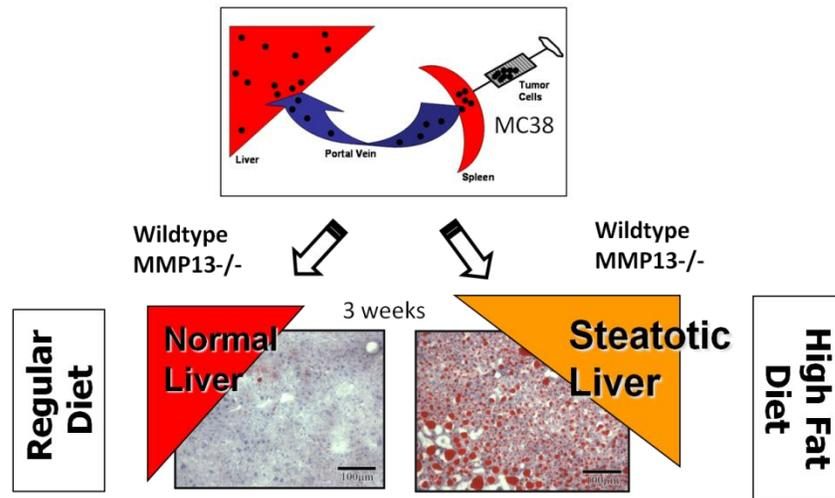 Tumor
Cells
MC38
Liver
Portal Vein
Spleen
Wildtype
MMP13-/-
Wildtype
MMP13-/-
3 weeks
Regular
Diet
Normal
Liver
100µm
Steatotic
Liver
100µm
High Fat
Diet